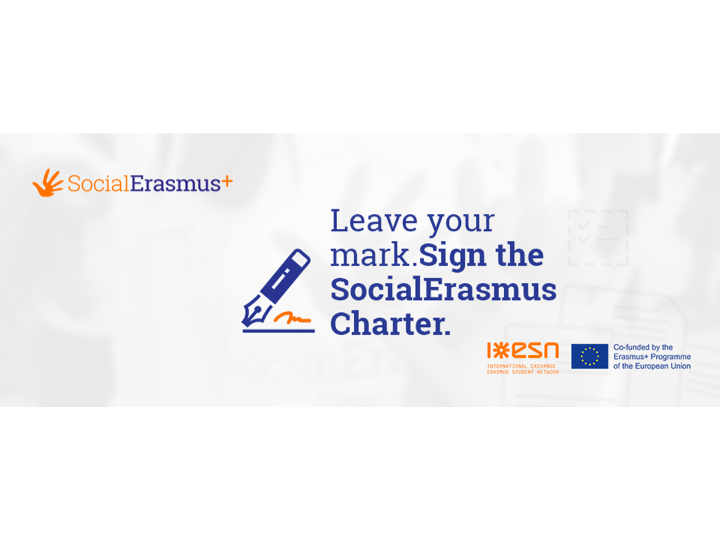 SocialErasmus+
Leave your
mark.Sign the
SocialErasmus
Charter.
esn
INTERNATIONAL EXCHANGE
ERASMUS STUDENT NETWORK
Co-funded by the
Erasmus+ Programme
of the European Union